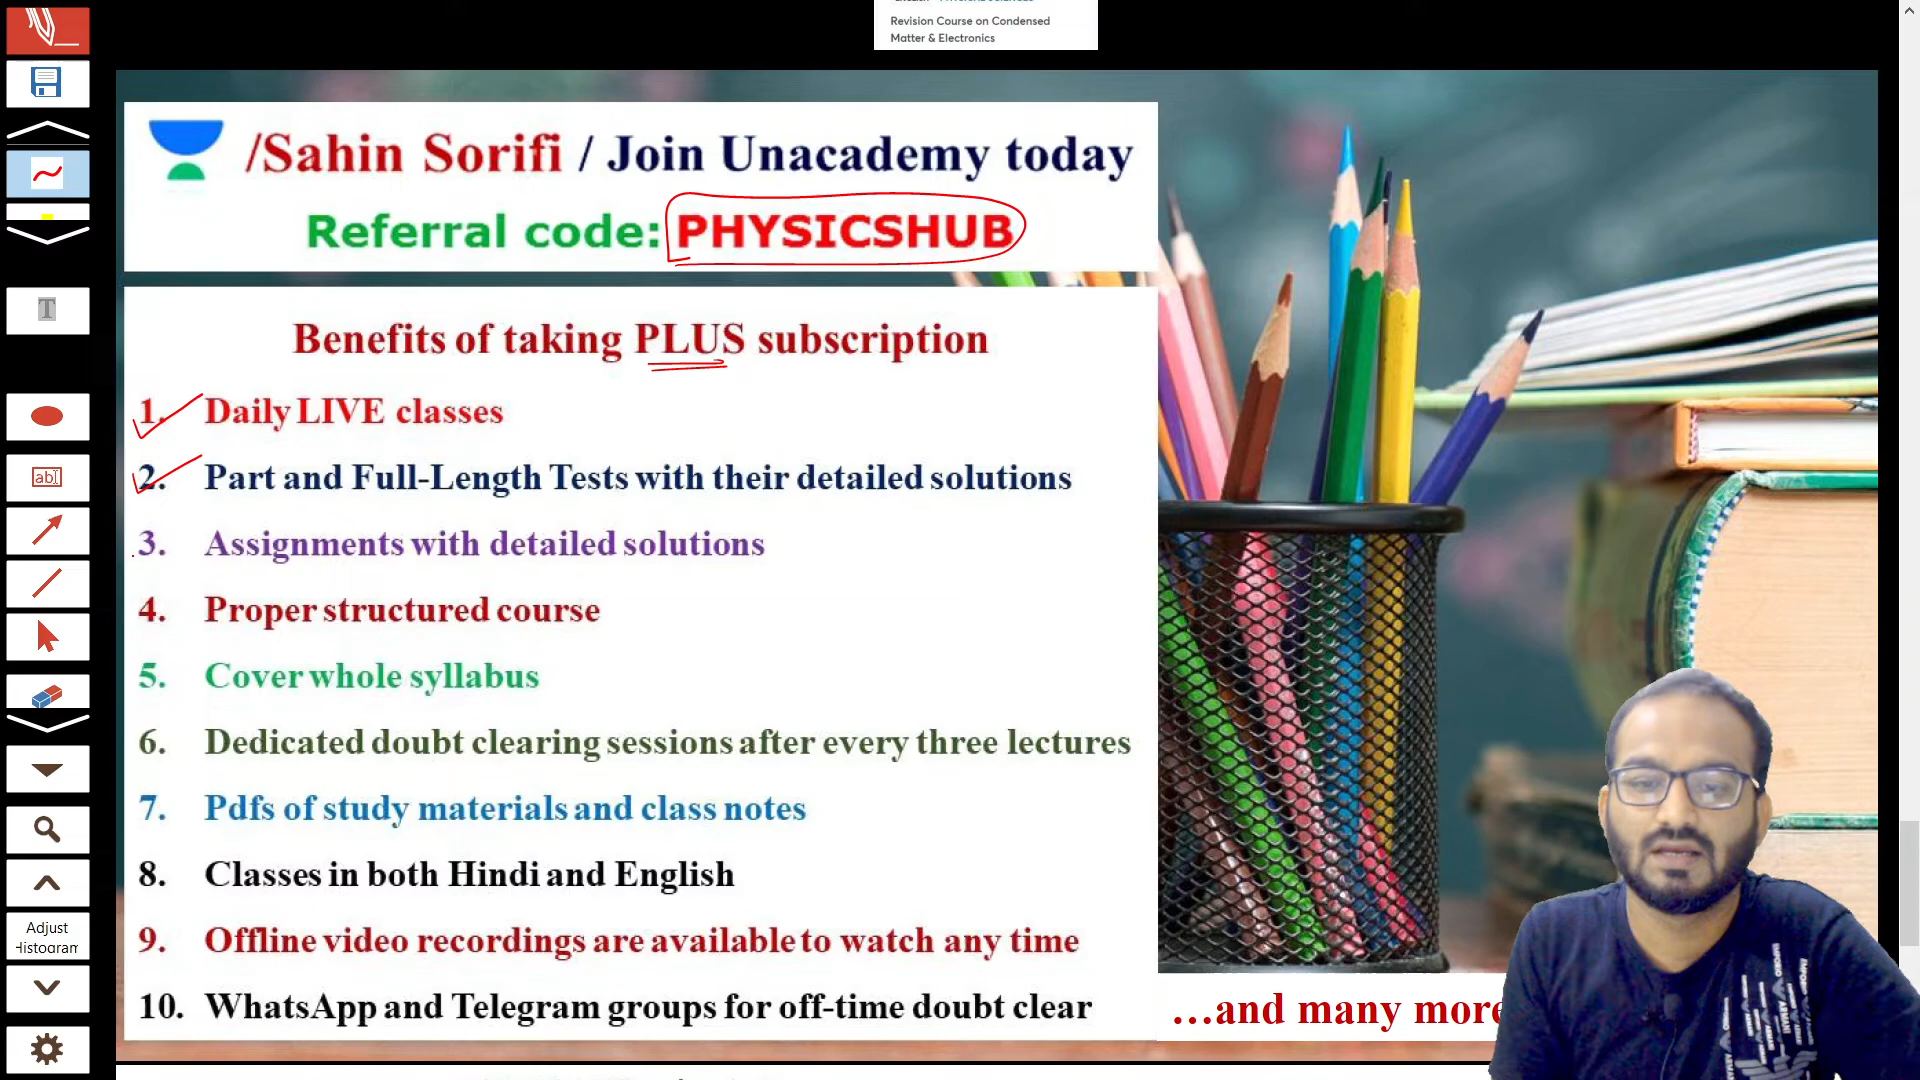 Revision Course on Condensed
Matter & Electronics
/Sahin Sorifi / Join Unacademy today
Referral code: PHYSICSHUB
Benefits of taking PLUS subscription
1. Daily LIVE classes
2. Part and Full-Length Tests with their detailed solutions
3. Assignments with detailed solutions
4. Proper structured course
5. Cover whole syllabus
6. Dedicated doubt clearing sessions after every three lectures
7. Pdfs of study materials and class notes
8. Classes in both Hindi and English
9. Offline video recordings are available to watch any time
10. WhatsApp and Telegram groups for off-time doubt clear
...and many more
T
ab
Adjust
Histogram
EMPORIO
ARMANI